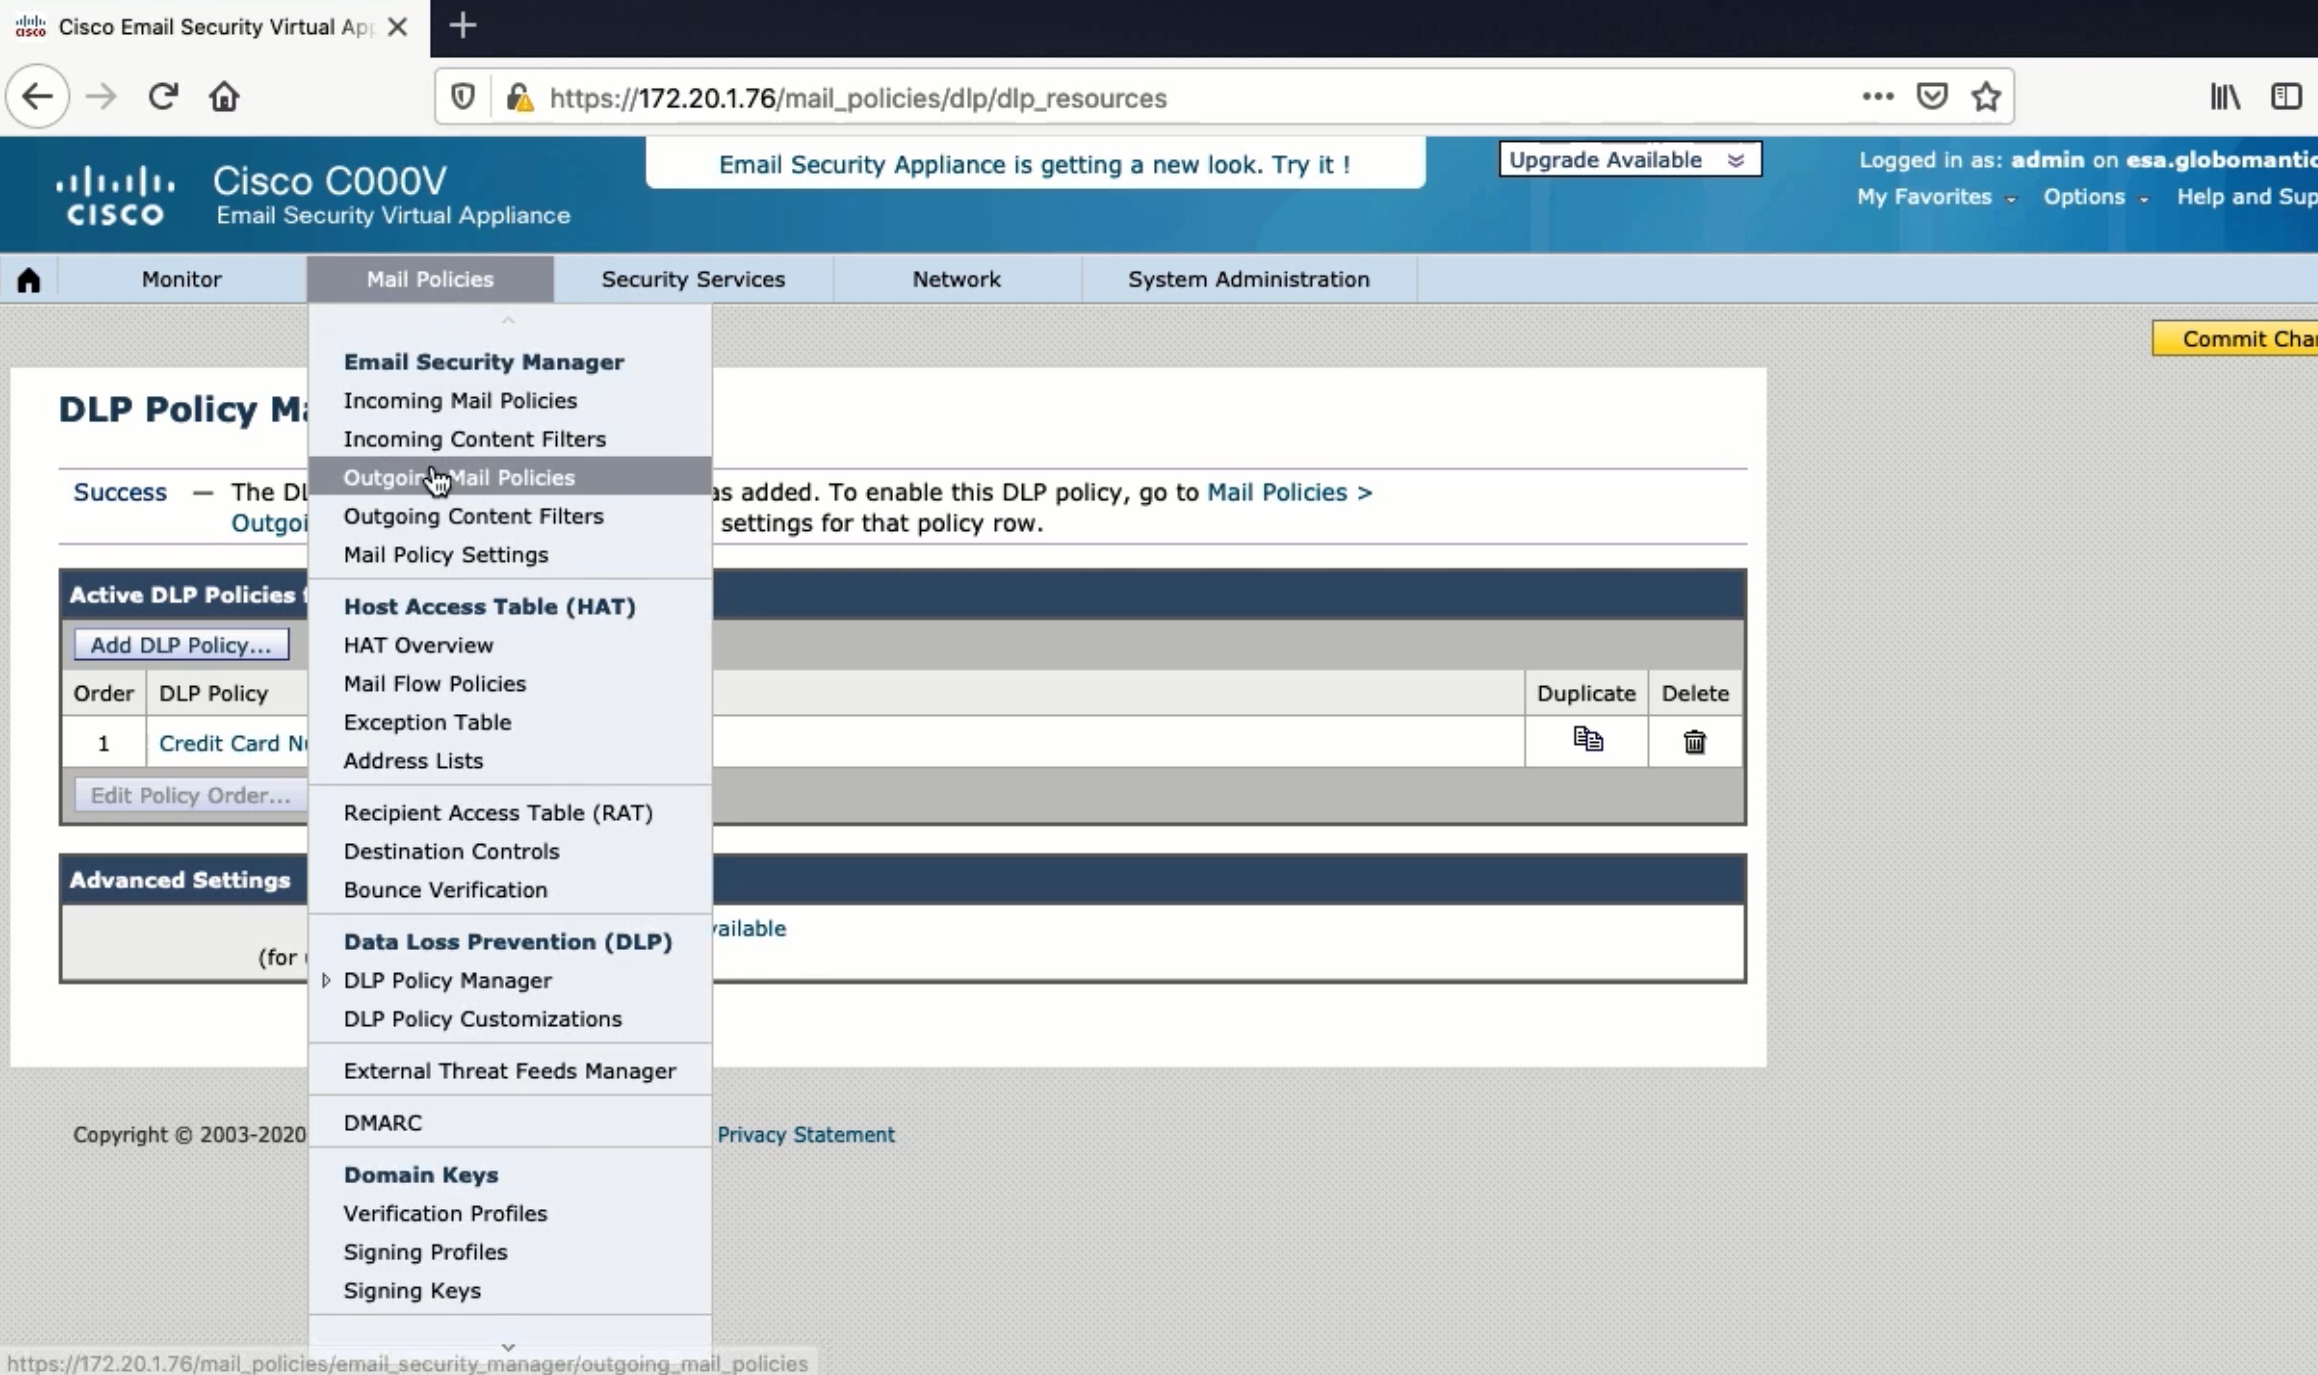 Cisco Email Security Virtual App
https://172.20.1.76/mail_policies/dlp/dlp_resources
CISCO
Cisco C000V
Email Security Virtual Appliance
Email Security Appliance is getting a new look. Try it !
Upgrade Available
Logged in as: admin on esa.globomantic
My Favorites Options Help and Sup
Monitor Mail Policies Security Services Network System Administration
Commit Cha
Email Security Manager
Incoming Mail Policies
Incoming Content Filters
Outgoing Mail Policies
Outgoing Content Filters
Mail Policy Settings
Host Access Table (HAT)
HAT Overview
Mail Flow Policies
Exception Table
Address Lists
Recipient Access Table (RAT)
Destination Controls
Bounce Verification
Data Loss Prevention (DLP)
DLP Policy Manager
DLP Policy Customizations
External Threat Feeds Manager
DMARC
Domain Keys
Verification Profiles
Signing Profiles
Signing Keys
DLP Policy Ma
Success — The DL as added. To enable this DLP policy, go to Mail Policies >
Outgoi settings for that policy row.
Active DLP Policies
Add DLP Policy...
Order DLP Policy Duplicate Delete
1 Credit Card N
Edit Policy Order...
Advanced Settings
vailable
(for
Copyright © 2003-2020 Privacy Statement
https://172.20.1.76/mail_policies/email_security_manager/outgoing_mail_policies